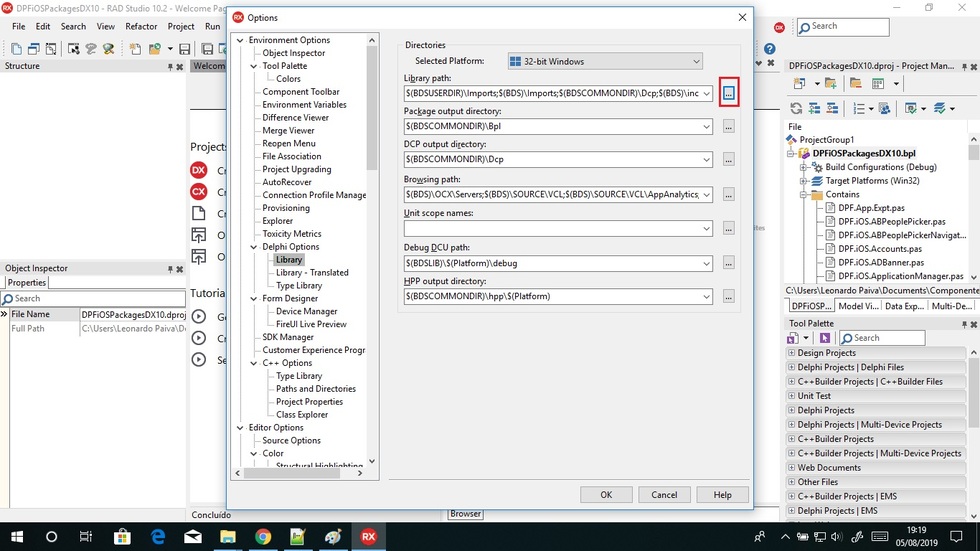 DPFiOSPackagesDX10 - RAD Studio 10.2 - Welcome Pag
File Edit Search View Refactor Project Run
Search
Structure
Welcom
Projects
Tutoria
Object Inspector
Properties
Search
File Name DPFiOSPackagesDX10.dproj
Full Path C:\Users\Leonardo Paiva\Do
Concluído
Browser
Options
Environment Options
Object Inspector
Tool Palette
Colors
Component Toolbar
Environment Variables
Difference Viewer
Merge Viewer
Reopen Menu
File Association
Project Upgrading
AutoRecover
Connection Profile Manage
Provisioning
Explorer
Toxicity Metrics
Delphi Options
Library
Library - Translated
Type Library
Form Designer
Device Manager
FireUI Live Preview
SDK Manager
Customer Experience Progr
C++ Options
Type Library
Paths and Directories
Project Properties
Class Explorer
Editor Options
Source Options
Color
Structural Highlighting
Directories
Selected Platform: 32-bit Windows
Library path:
$(BDSUSERDIR)\Imports;$(BDS)\Imports;$(BDSCOMMONDIR)\Dcp;$(BDS)\inc ...
Package output directory:
$(BDSCOMMONDIR)\Bpl ...
DCP output directory:
$(BDSCOMMONDIR)\Dcp ...
Browsing path:
$(BDS)\OCX\Servers;$(BDS)\SOURCE\VCL;$(BDS)\SOURCE\VCL\AppAnalytics; ...
Unit scope names:
...
Debug DCU path:
$(BDSLIB)\$(Platform)\debug ...
HPP output directory:
$(BDSCOMMONDIR)\hpp\$(Platform) ...
OK Cancel Help
DPFiOSPackagesDX10.dproj - Project Man...
File
ProjectGroup1
DPFiOSPackagesDX10.bpl
Build Configurations (Debug)
Target Platforms (Win32)
Contains
DPF.App.Expt.pas
DPF.iOS.ABPeoplePicker.pas
DPF.iOS.ABPeoplePickerNavigat...
DPF.iOS.Accounts.pas
DPF.iOS.ADBanner.pas
DPF.iOS.ApplicationManager.pas
C:\Users\Leonardo Paiva\Documents\Componente
DPFiOSP... Model Vi... Data Exp... Multi-De...
Tool Palette
Search
Design Projects
Delphi Projects | Delphi Files
C++Builder Projects | C++Builder Files
Unit Test
Delphi Projects
Delphi Projects | Multi-Device Projects
C++Builder Projects
C++Builder Projects | Multi-Device Projects
Web Documents
Other Files
C++Builder Projects | EMS
Delphi Projects | EMS
19:19
05/08/2019